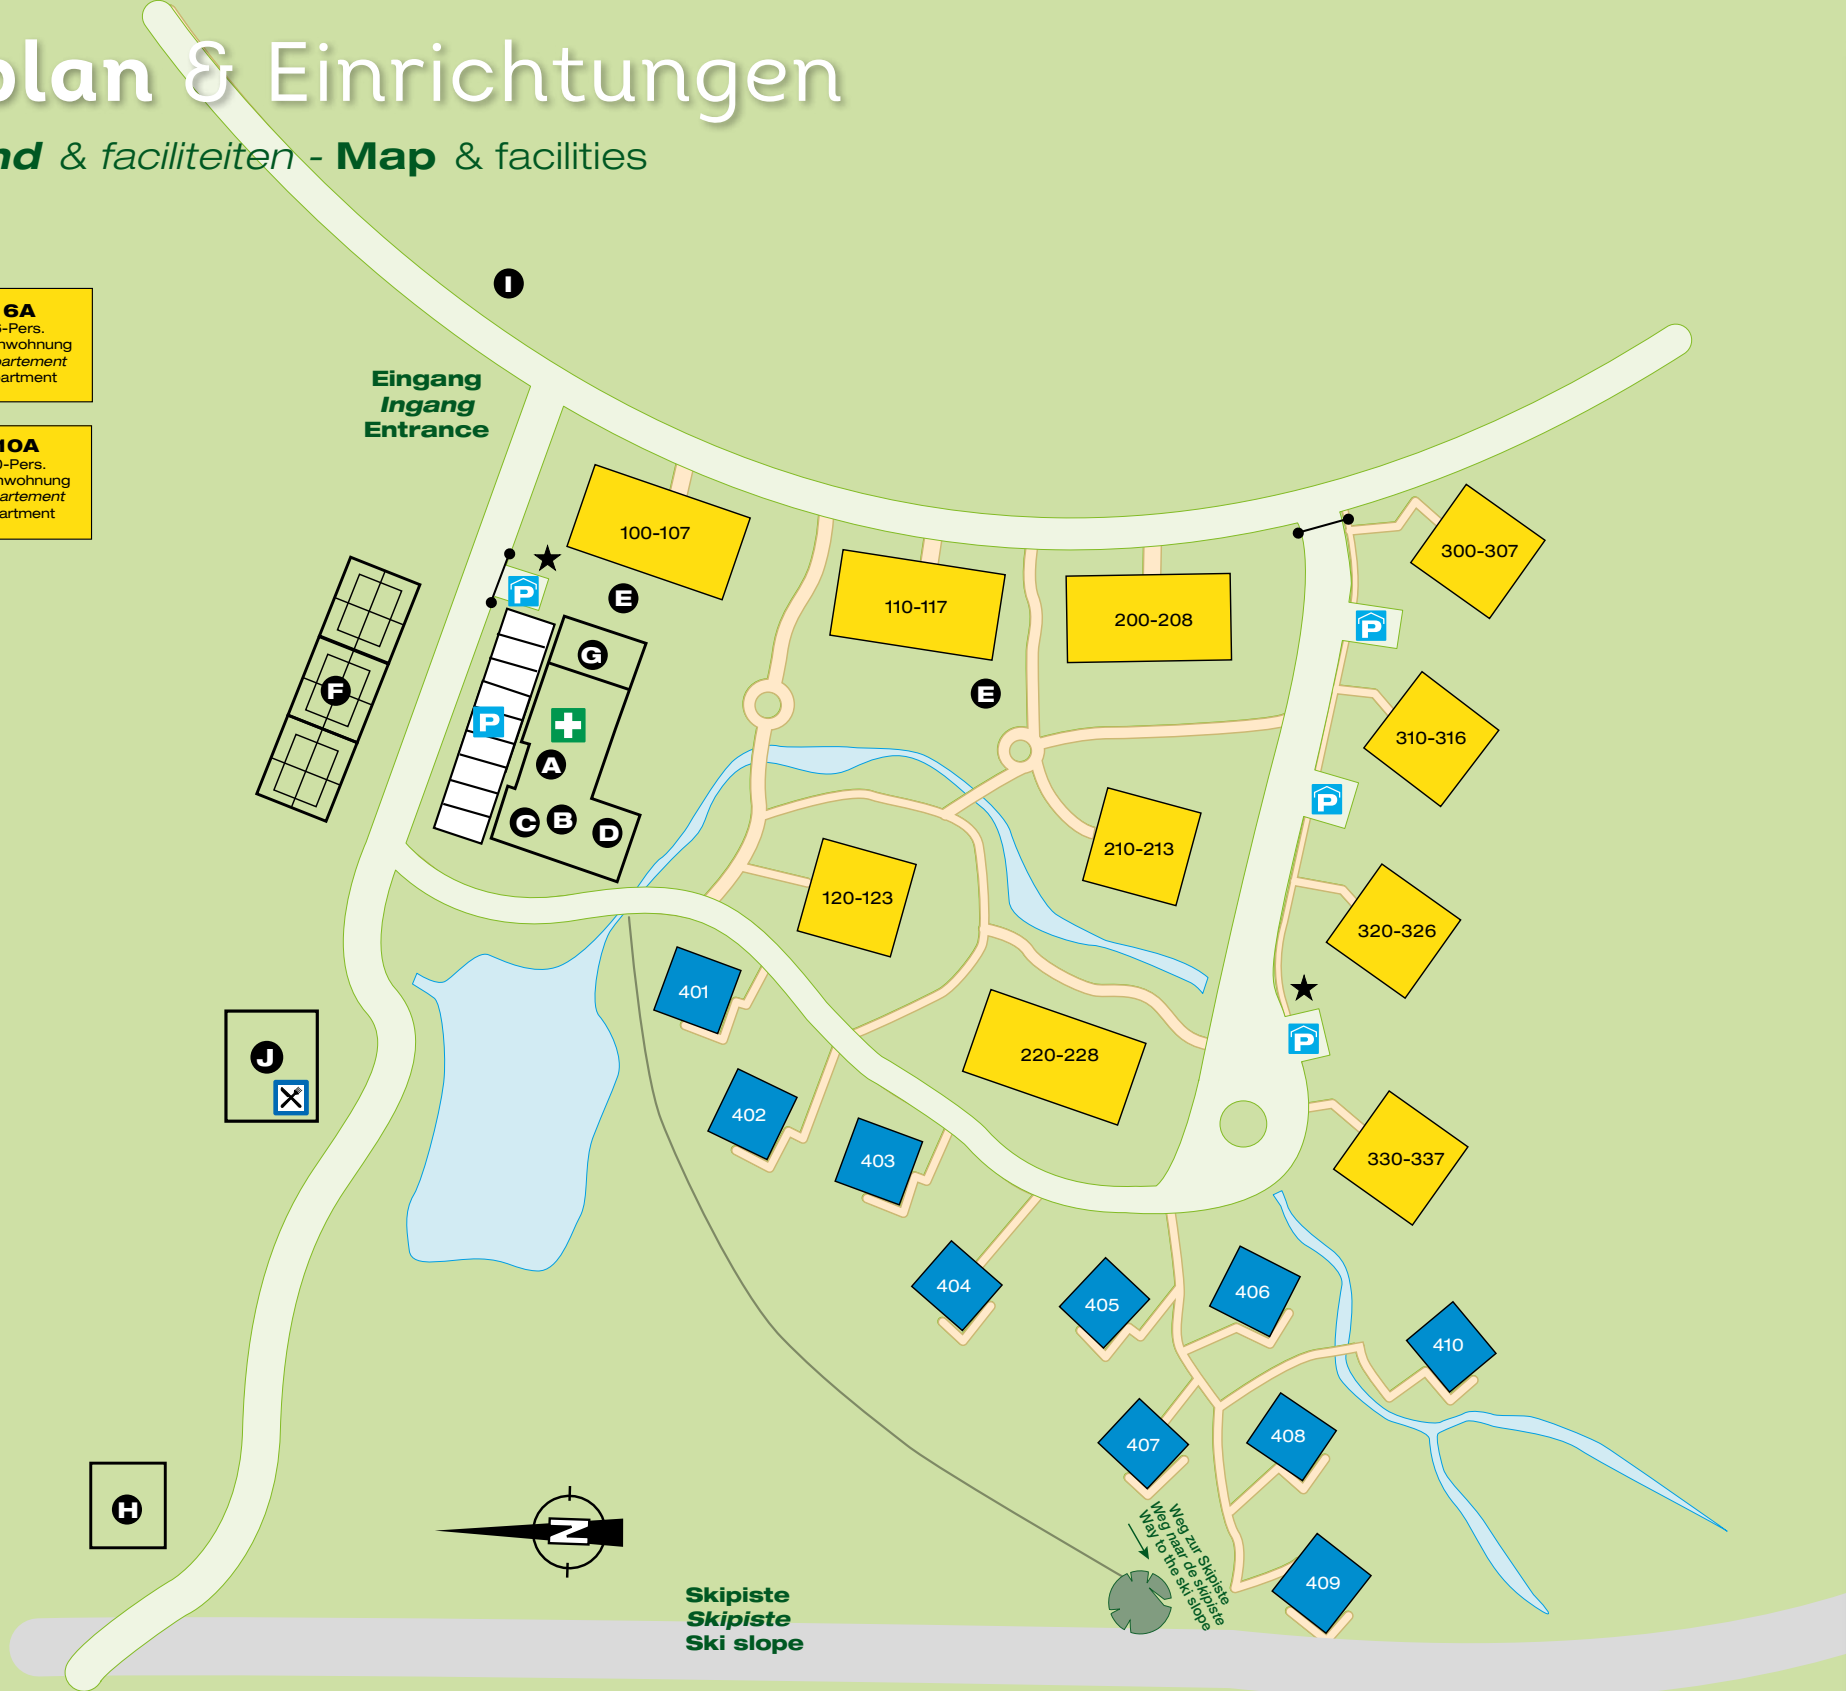 plan & Einrichtungen
nd & faciliteiten - Map & facilities
6A
6-Pers.
nwohnung
partement
artment
10A
0-Pers.
nwohnung
artement
artment
I
Eingang
Ingang
Entrance
100-107
110-117
200-208
300-307
P
E
G
F
P
A
C
B
D
E
P
310-316
P
210-213
120-123
320-326
401
220-228
P
J
402
403
330-337
404
405
406
410
407
408
409
H
N
Weg zur Skipiste
Weg naar de skipiste
Way to the ski slope
Skipiste
Skipiste
Ski slope